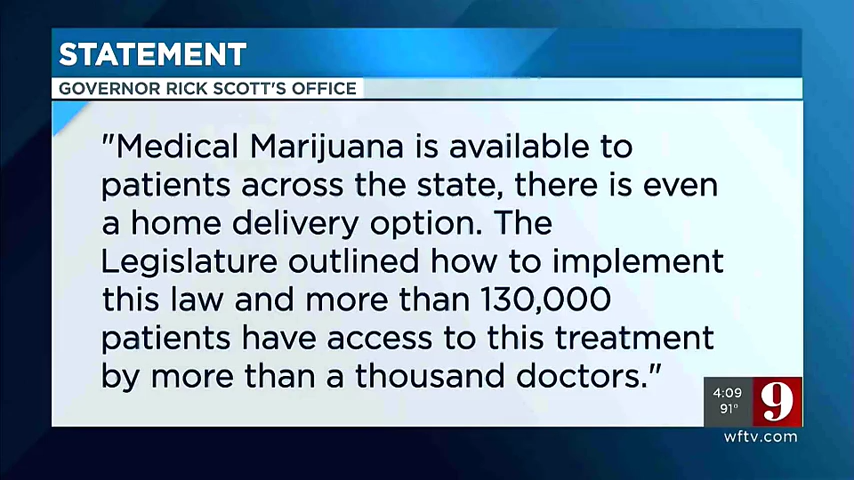 STATEMENT
GOVERNOR RICK SCOTT'S OFFICE
"Medical Marijuana is available to
patients across the state, there is even
a home delivery option. The
Legislature outlined how to implement
this law and more than 130,000
patients have access to this treatment
by more than a thousand doctors."
4:09
91°
9
wftv.com